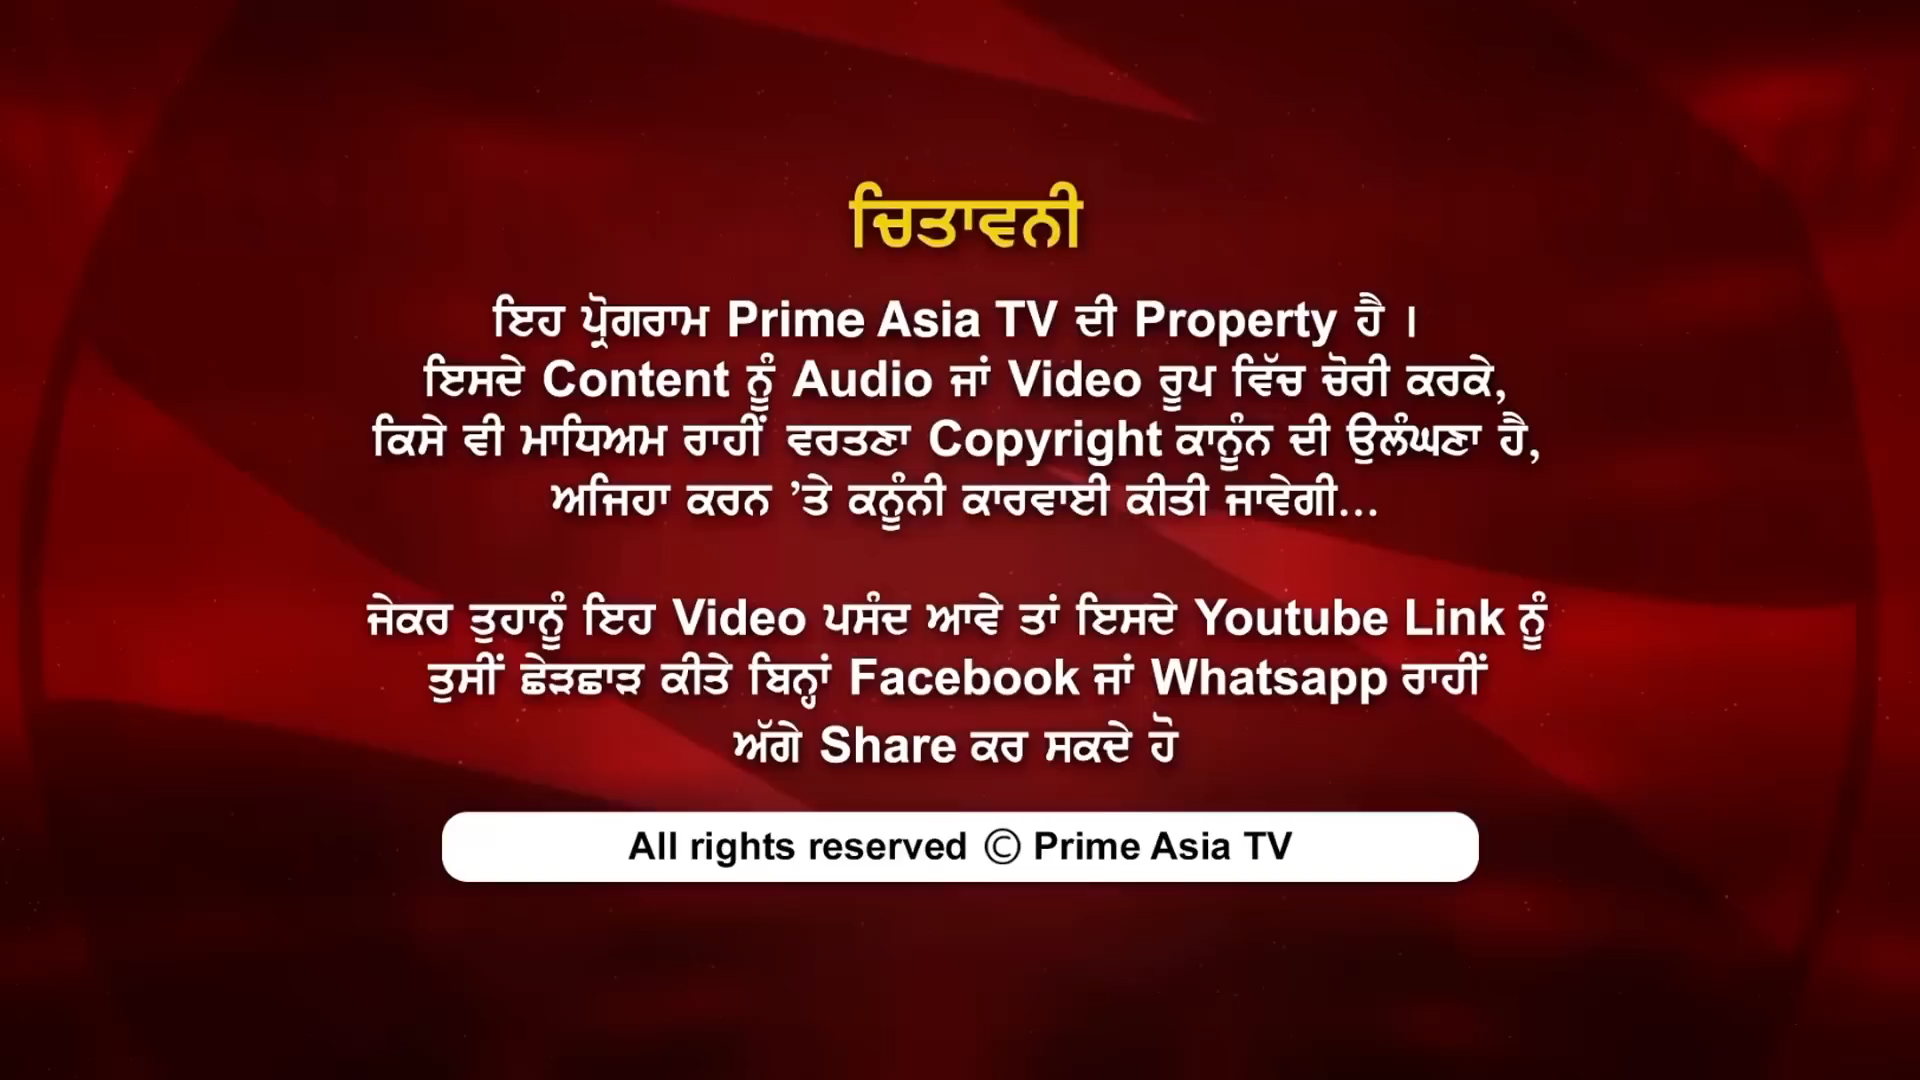 ਚਿਤਾਵਨੀ
ਇਹ ਪ੍ਰੋਗਰਾਮ Prime Asia TV ਦੀ Property ਹੈ ।
ਇਸਦੇ Content ਨੂੰ Audio ਜਾਂ Video ਰੂਪ ਵਿੱਚ ਚੋਰੀ ਕਰਕੇ,
ਕਿਸੇ ਵੀ ਮਾਧਿਅਮ ਰਾਹੀਂ ਵਰਤਣਾ Copyright ਕਾਨੂੰਨ ਦੀ ਉਲੰਘਣਾ ਹੈ,
ਅਜਿਹਾ ਕਰਨ ’ਤੇ ਕਨੂੰਨੀ ਕਾਰਵਾਈ ਕੀਤੀ ਜਾਵੇਗੀ...
ਜੇਕਰ ਤੁਹਾਨੂੰ ਇਹ Video ਪਸੰਦ ਆਵੇ ਤਾਂ ਇਸਦੇ Youtube Link ਨੂੰ
ਤੁਸੀਂ ਛੇੜਛਾੜ ਕੀਤੇ ਬਿਨ੍ਹਾਂ Facebook ਜਾਂ Whatsapp ਰਾਹੀਂ
ਅੱਗੇ Share ਕਰ ਸਕਦੇ ਹੋ
All rights reserved © Prime Asia TV